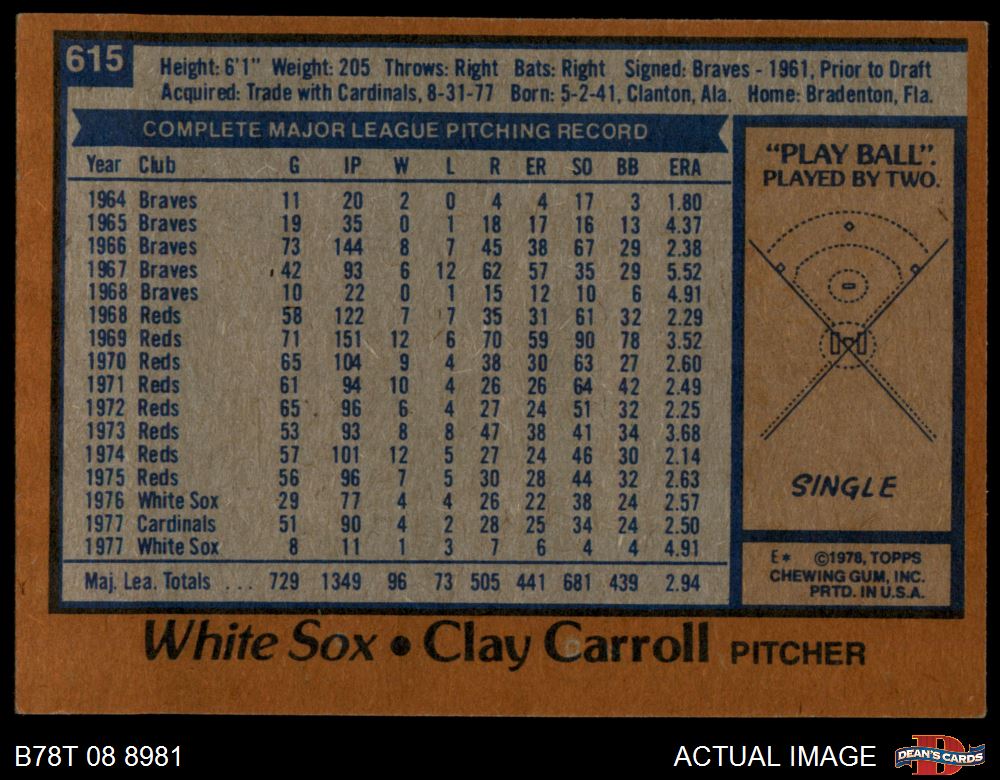 615
Height: 6'1" Weight: 205 Throws: Right Bats: Right Signed: Braves - 1961, Prior to Draft
Acquired: Trade with Cardinals, 8-31-77 Born: 5-2-41, Clanton, Ala. Home: Bradenton, Fla.
COMPLETE MAJOR LEAGUE PITCHING RECORD
Year Club G IP W L R ER SO BB ERA
1964 Braves 11 20 2 0 4 4 17 3 1.80
1965 Braves 19 35 0 1 18 17 16 13 4.37
1966 Braves 73 144 8 7 45 38 67 29 2.38
1967 Braves 42 93 6 12 62 57 35 29 5.52
1968 Braves 10 22 0 1 15 12 10 6 4.91
1968 Reds 58 122 7 7 35 31 61 32 2.29
1969 Reds 71 151 12 6 70 59 90 78 3.52
1970 Reds 65 104 9 4 38 30 63 27 2.60
1971 Reds 61 94 10 4 26 26 64 42 2.49
1972 Reds 65 96 6 4 27 24 51 32 2.25
1973 Reds 53 93 8 8 47 38 41 34 3.68
1974 Reds 57 101 12 5 27 24 46 30 2.14
1975 Reds 56 96 7 5 30 28 44 32 2.63
1976 White Sox 29 77 4 4 26 22 38 24 2.57
1977 Cardinals 51 90 4 2 28 25 34 24 2.50
1977 White Sox 8 11 1 3 7 6 4 4 4.91
Maj. Lea. Totals ... 729 1349 96 73 505 441 681 439 2.94
"PLAY BALL".
PLAYED BY TWO.
SINGLE
E* ©1978, TOPPS
CHEWING GUM, INC.
PRTD. IN U.S.A.
White Sox • Clay Carroll PITCHER
B78T 08 8981
ACTUAL IMAGE
D
DEAN'S CARDS